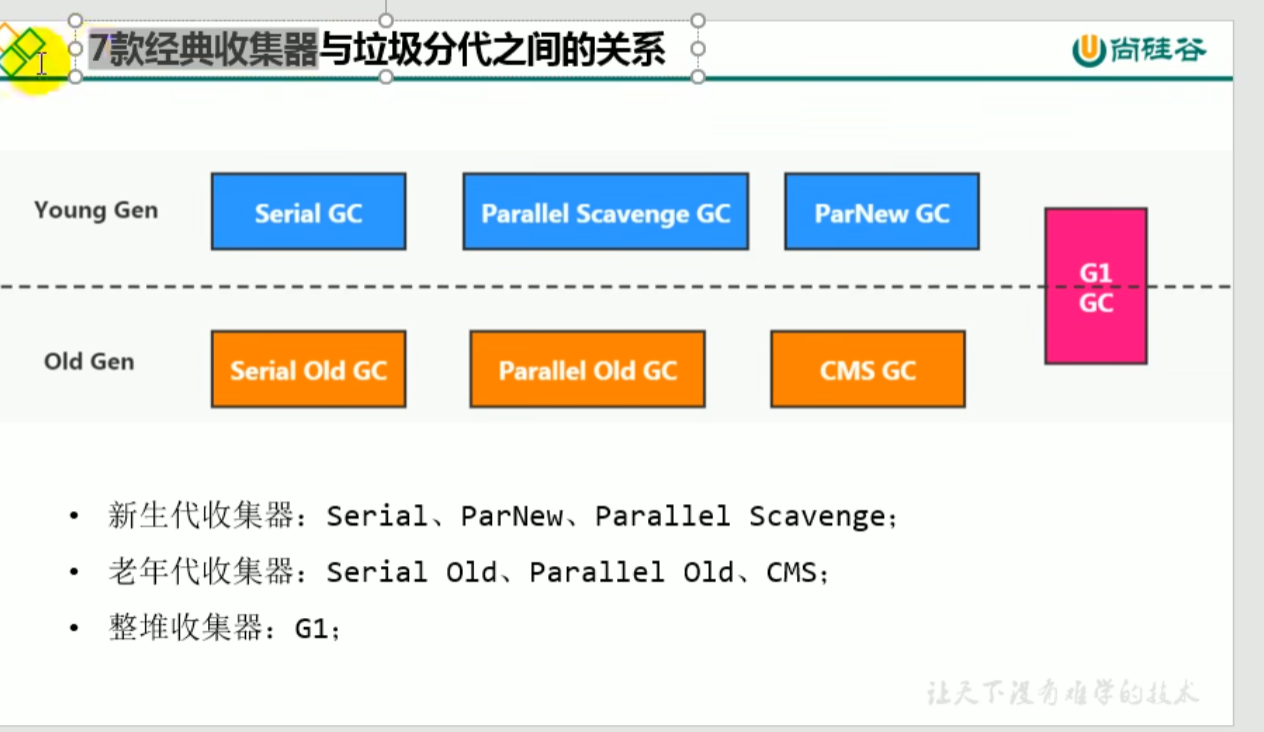 7款经典收集器与垃圾分代之间的关系
尚硅谷
Young Gen
Serial GC
Parallel Scavenge GC
ParNew GC
G1
GC
Old Gen
Serial Old GC
Parallel Old GC
CMS GC
• 新生代收集器：Serial、ParNew、Parallel Scavenge；
• 老年代收集器：Serial Old、Parallel Old、CMS；
• 整堆收集器：G1；
让天下没有难学的技术